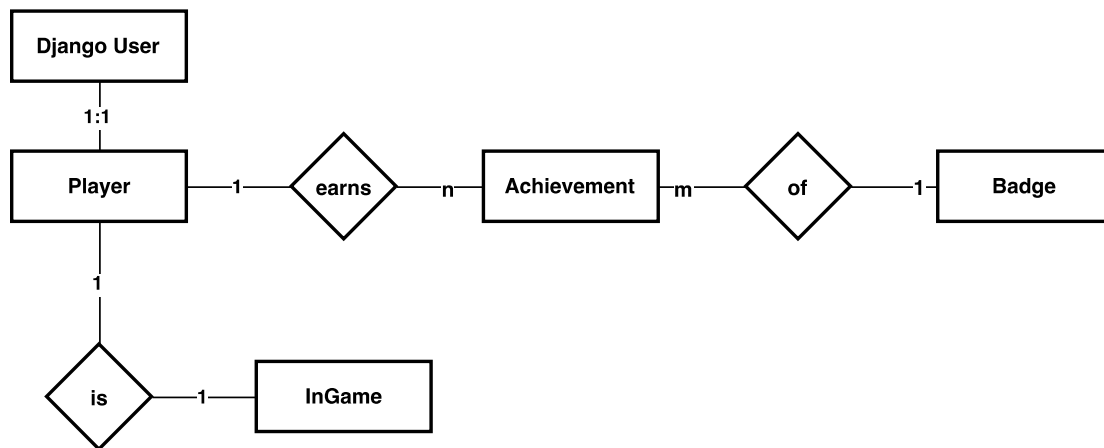 Django User
1:1
Player
1
earns
n
Achievement
m
of
1
Badge
1
is
1
InGame